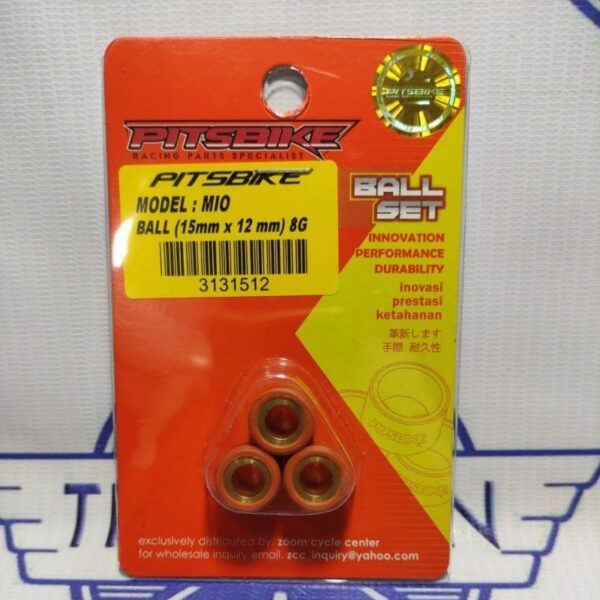 PITSBIKE
PITSBIKE
RACING PARTS SPECIALIST
PITSBIKE
MODEL : MIO
BALL (15mm x 12 mm) 8G
3131512
BALL
SET
INNOVATION
PERFORMANCE
DURABILITY
inovasi
prestasi
ketahanan
革新します
手際 耐久性
PITSBIKE
exclusively distributed by. zoom cycle center
for wholesale inquiry email. zcc_inquiry@yahoo.com